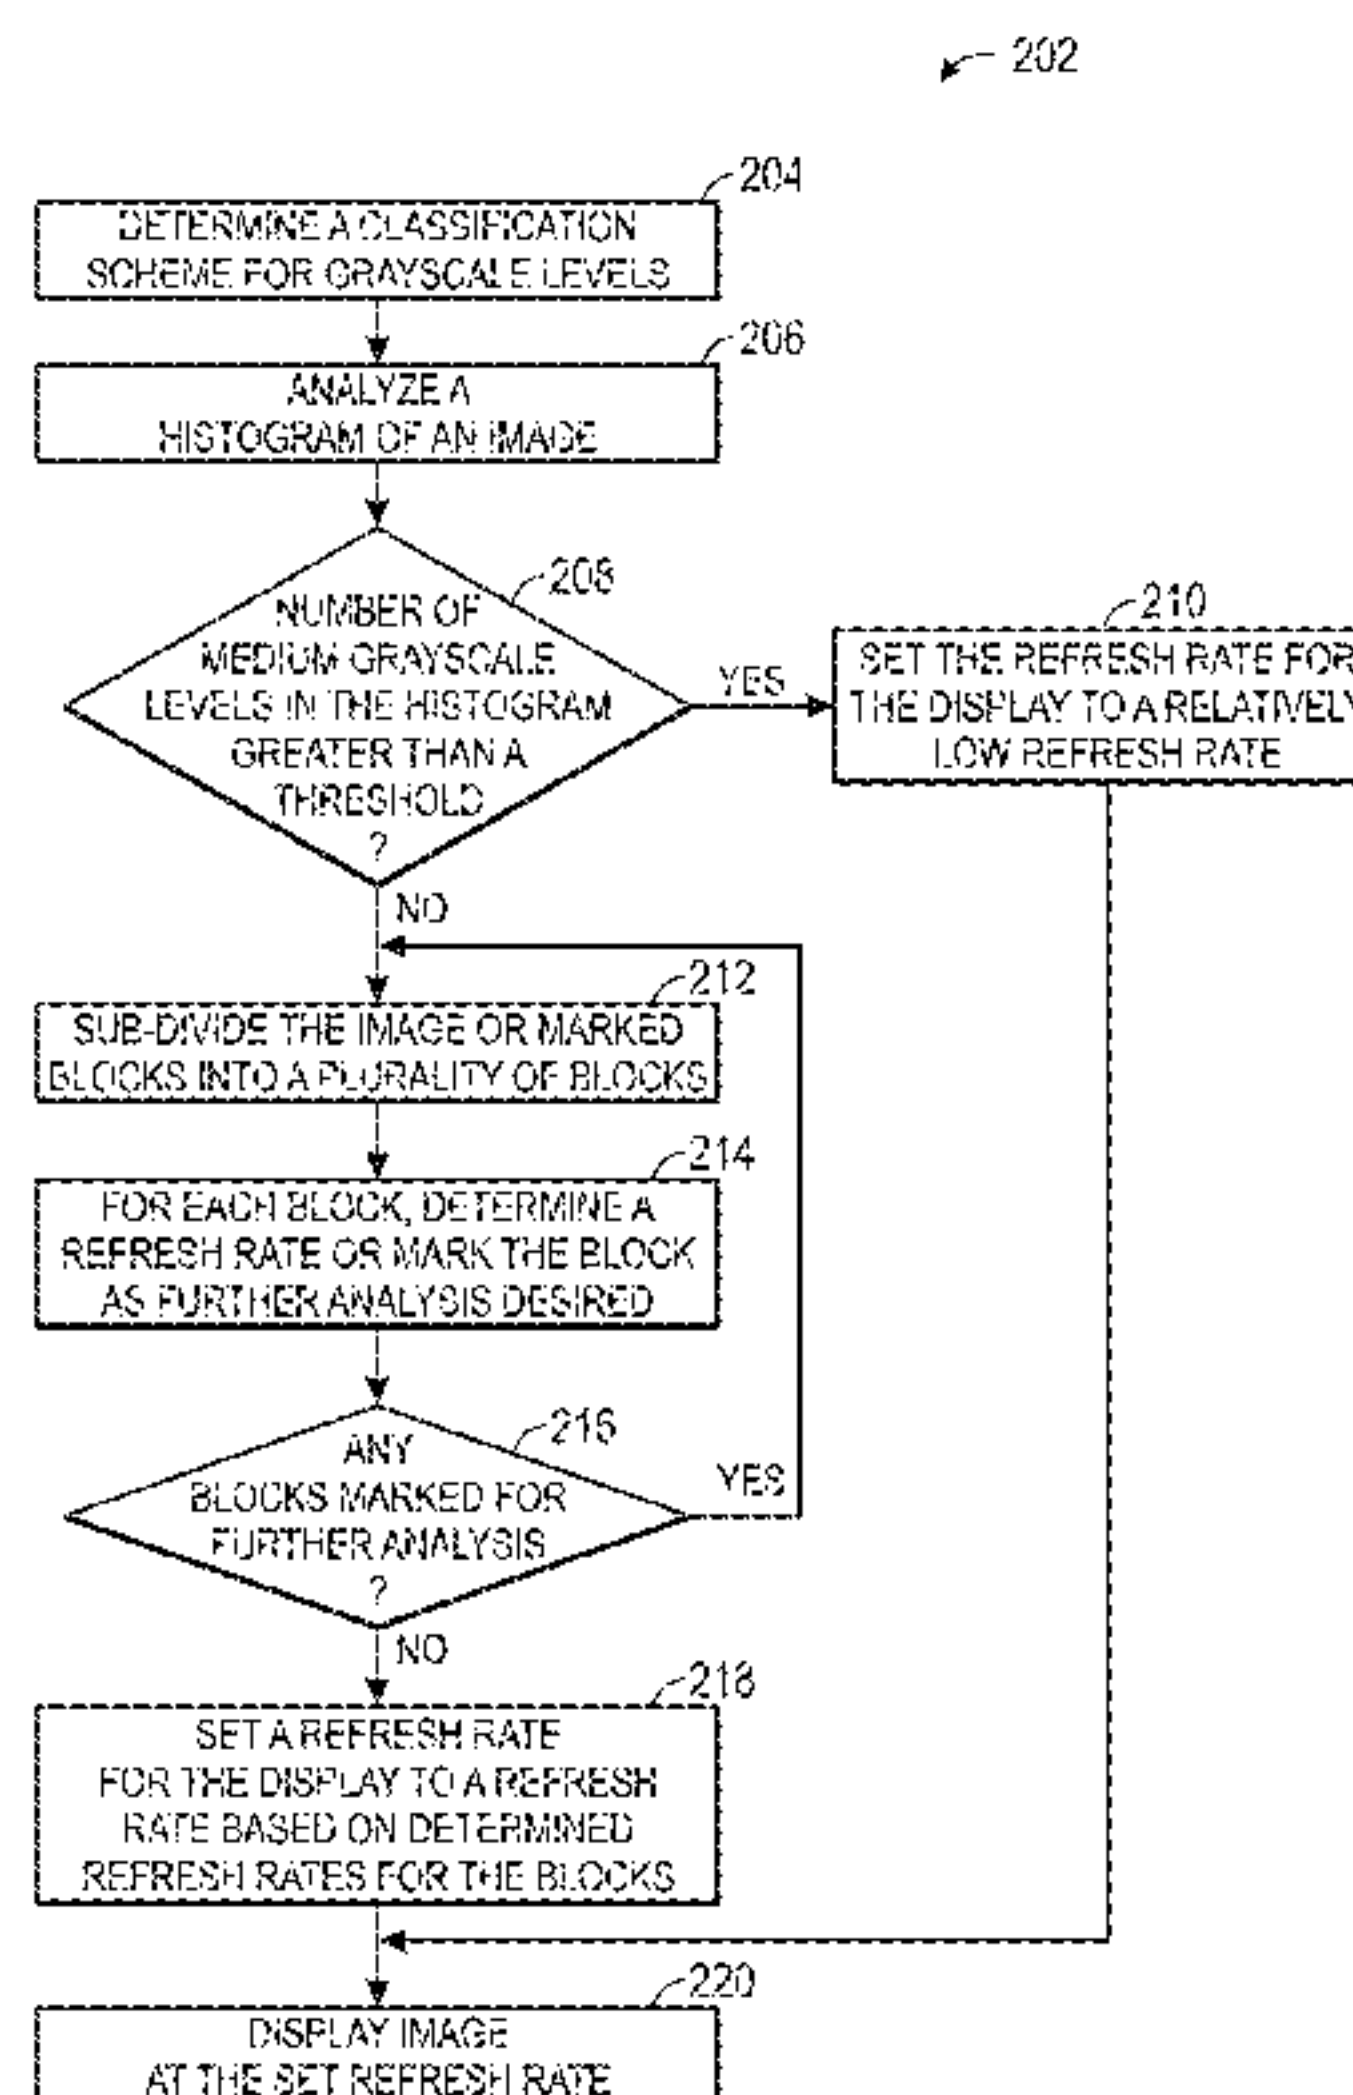 202
204
DETERMINE A CLASSIFICATION
SCHEME FOR GRAYSCALE LEVELS
206
ANALYZE A
HISTOGRAM OF AN IMAGE
208
NUMBER OF
MEDIUM GRAYSCALE
LEVELS IN THE HISTOGRAM
GREATER THAN A
THRESHOLD
?
YES
210
SET THE REFRESH RATE FOR
THE DISPLAY TO A RELATIVELY
LOW REFRESH RATE
NO
212
SUB-DIVIDE THE IMAGE OR MARKED
BLOCKS INTO A PLURALITY OF BLOCKS
214
FOR EACH BLOCK, DETERMINE A
REFRESH RATE OR MARK THE BLOCK
AS FURTHER ANALYSIS DESIRED
216
ANY
BLOCKS MARKED FOR
FURTHER ANALYSIS
?
YES
NO
218
SET A REFRESH RATE
FOR THE DISPLAY TO A REFRESH
RATE BASED ON DETERMINED
REFRESH RATES FOR THE BLOCKS
220
DISPLAY IMAGE
AT THE SET REFRESH RATE